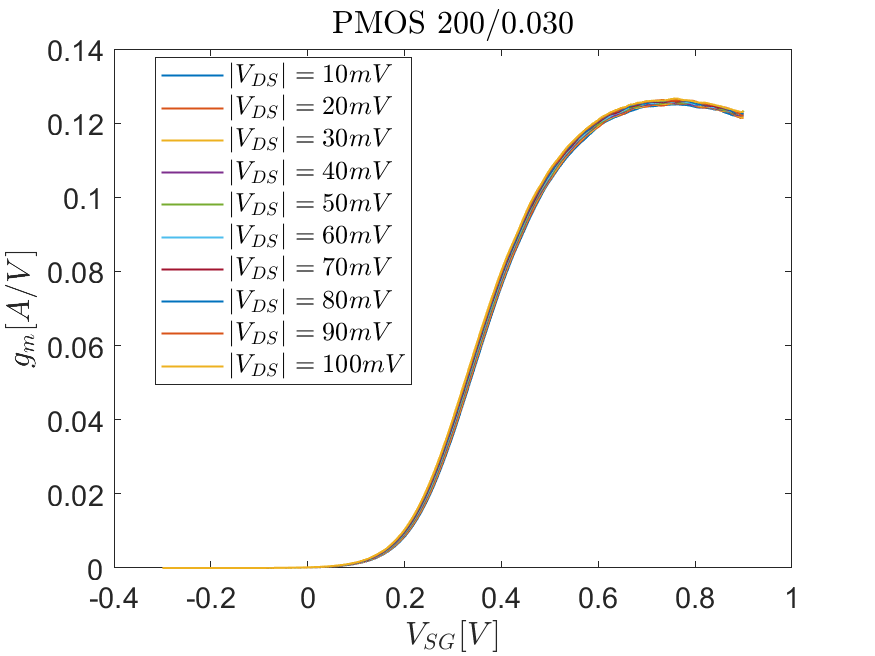 PMOS 200/0.030
0.14
0.12
0.1
0.08
0.06
0.04
0.02
0
g_m[A/V]
|V_DS| = 10mV
|V_DS| = 20mV
|V_DS| = 30mV
|V_DS| = 40mV
|V_DS| = 50mV
|V_DS| = 60mV
|V_DS| = 70mV
|V_DS| = 80mV
|V_DS| = 90mV
|V_DS| = 100mV
-0.4 -0.2 0 0.2 0.4 0.6 0.8 1
V_SG[V]